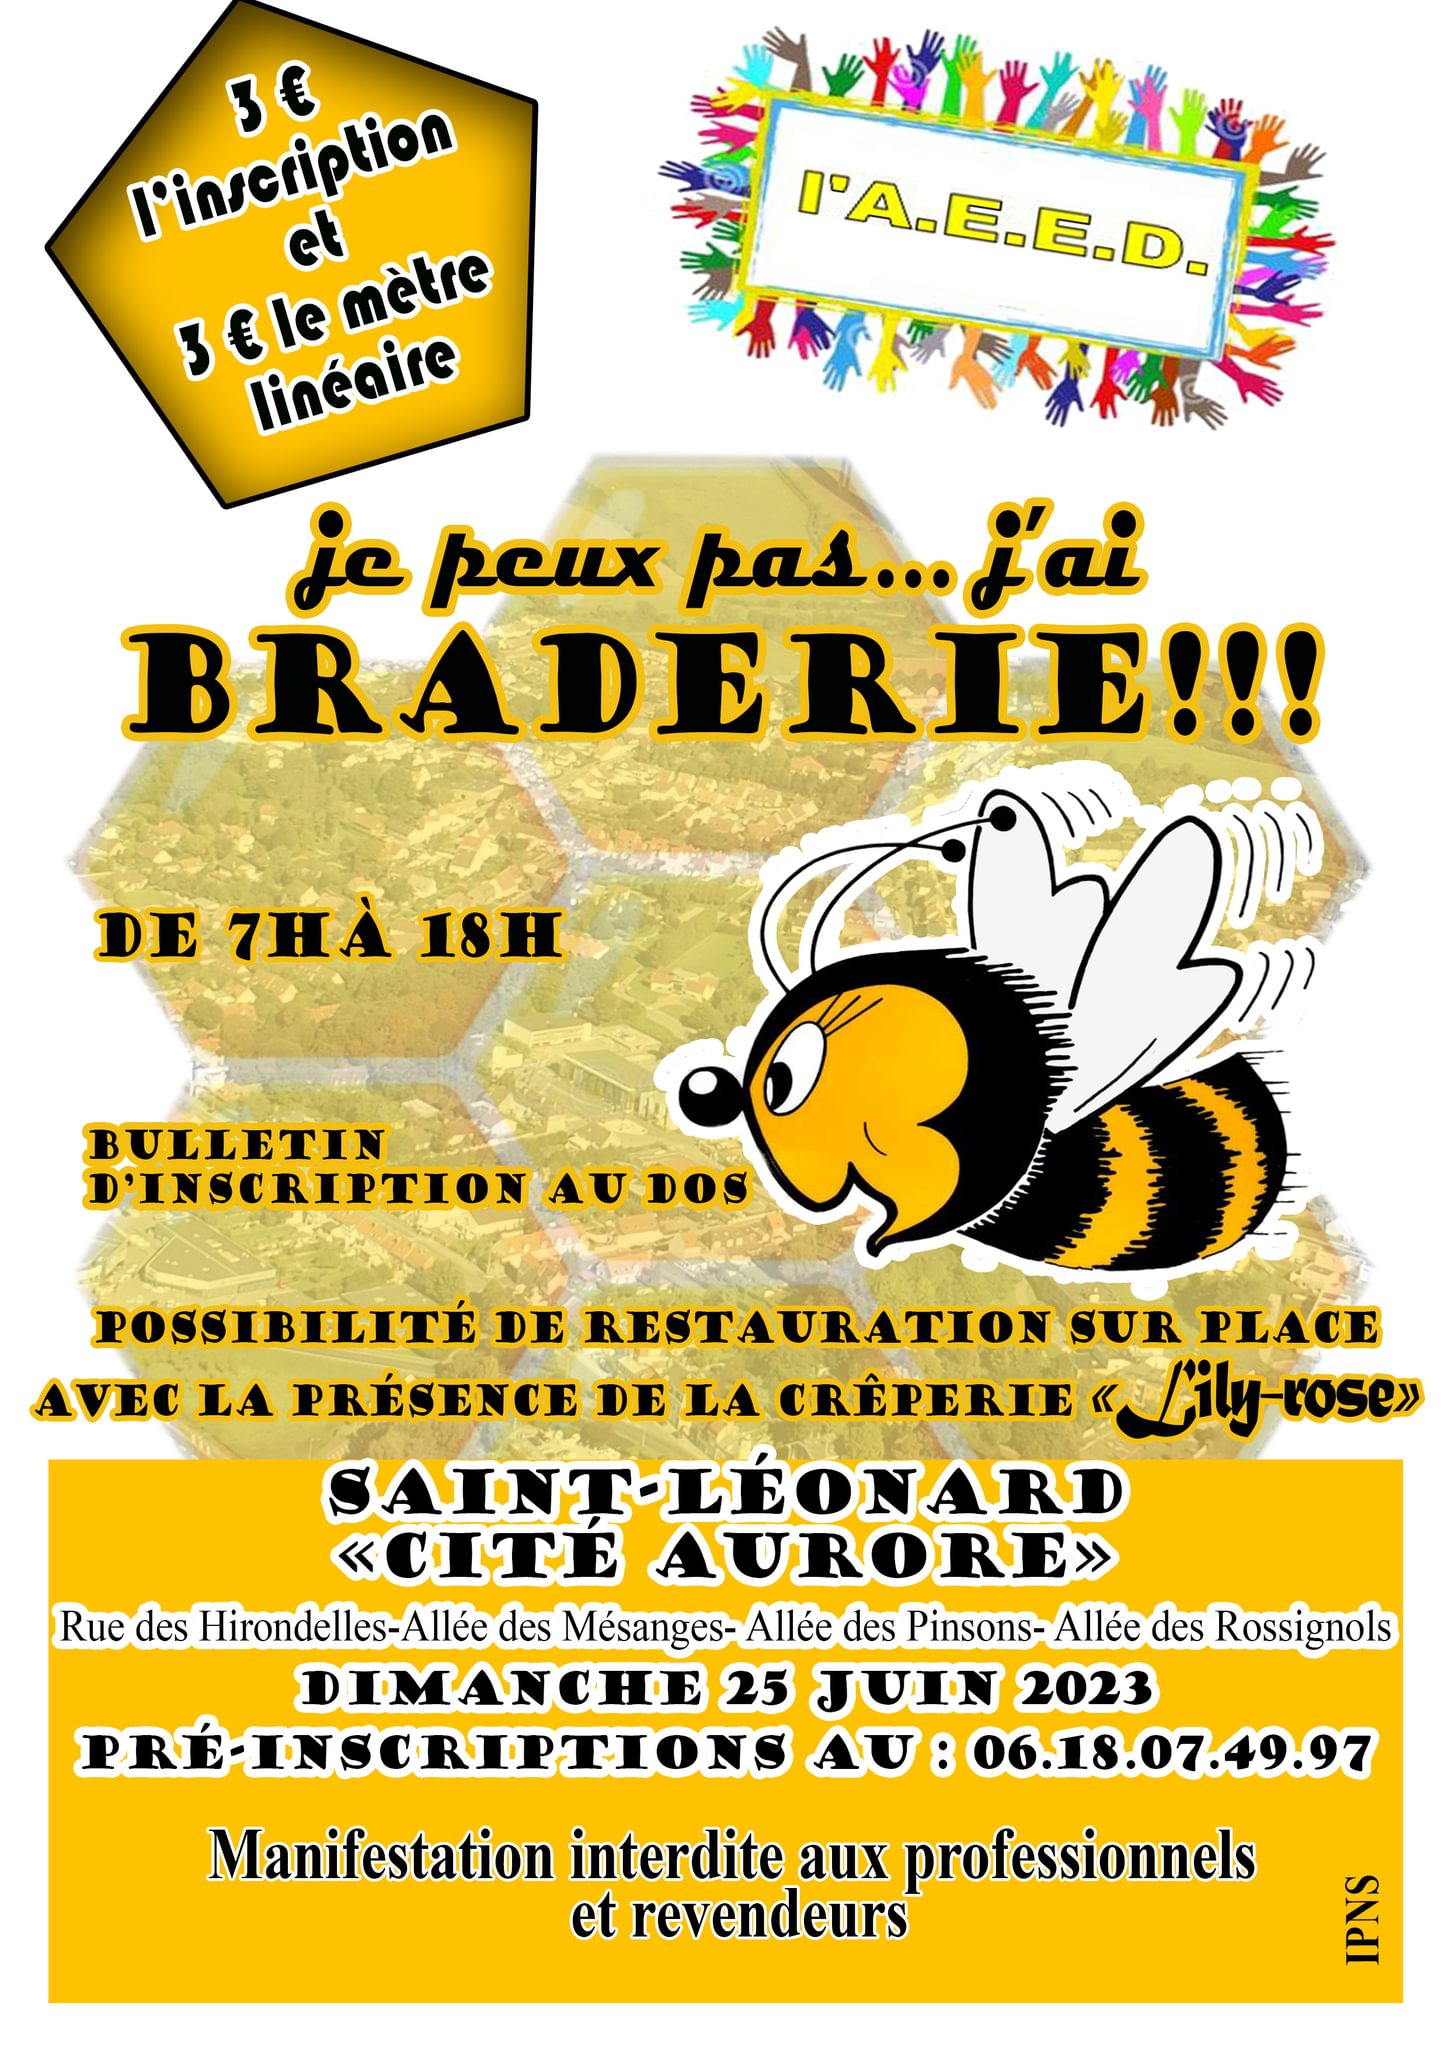 3 €
l'inscription
et
3 € le mètre
linéaire
l'A.E.E.D.
je peux pas... j'ai
BRADERIE!!!
DE 7HÀ 18H
BULLETIN
D'INSCRIPTION AU DOS
POSSIBILITÉ DE RESTAURATION SUR PLACE
AVEC LA PRÉSENCE DE LA CRÊPERIE « Lily-rose»
SAINT-LÉONARD
«CITÉ AURORE»
Rue des Hirondelles-Allée des Mésanges- Allée des Pinsons- Allée des Rossignols
DIMANCHE 25 JUIN 2023
PRÉ-INSCRIPTIONS AU : 06.18.07.49.97
Manifestation interdite aux professionnels
et revendeurs
IPNS